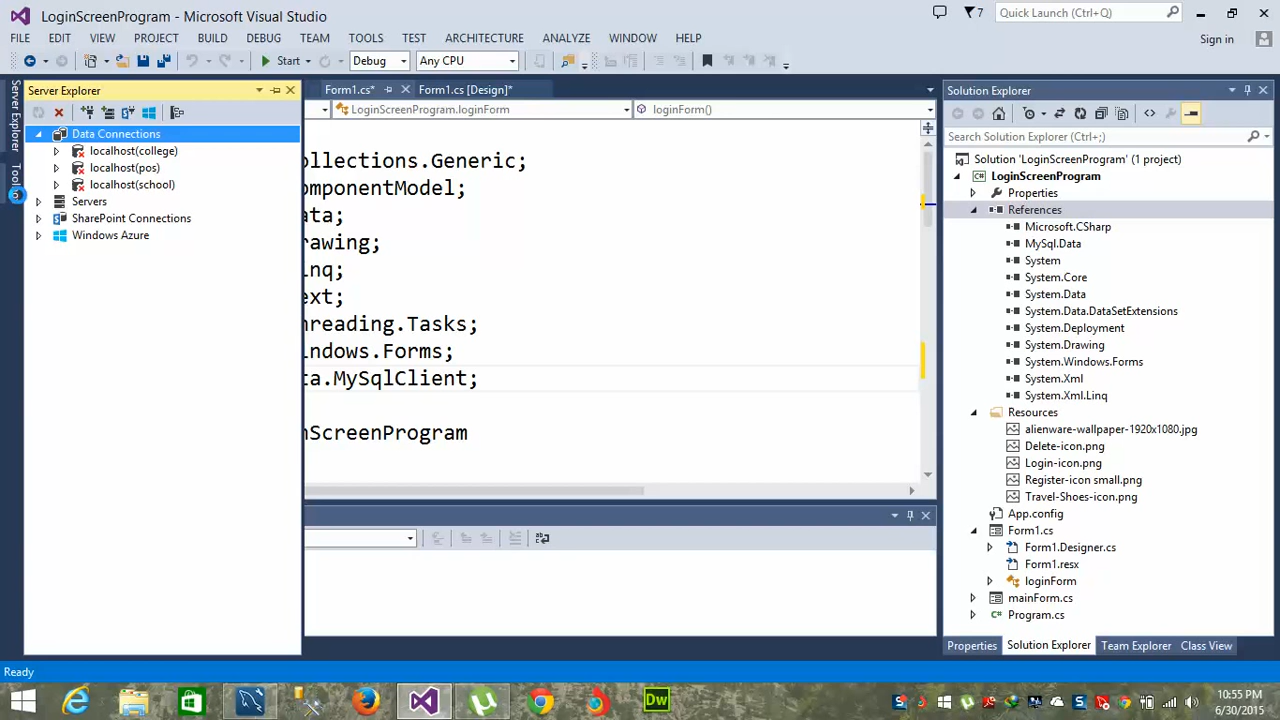 LoginScreenProgram - Microsoft Visual Studio
7
Quick Launch (Ctrl+Q)
FILE EDIT VIEW PROJECT BUILD DEBUG TEAM TOOLS TEST ARCHITECTURE ANALYZE WINDOW HELP
Sign in
Start
Debug
Any CPU
Server Explorer
Toolb
Server Explorer
Data Connections
localhost(college)
localhost(pos)
localhost(school)
Servers
SharePoint Connections
Windows Azure
Form1.cs*
Form1.cs [Design]*
LoginScreenProgram.loginForm
loginForm()
ollections.Generic;
omponentModel;
ata;
rawing;
inq;
ext;
hreading.Tasks;
indows.Forms;
ta.MySqlClient;
nScreenProgram
Solution Explorer
Search Solution Explorer (Ctrl+;)
Solution 'LoginScreenProgram' (1 project)
LoginScreenProgram
Properties
References
Microsoft.CSharp
MySql.Data
System
System.Core
System.Data
System.Data.DataSetExtensions
System.Deployment
System.Drawing
System.Windows.Forms
System.Xml
System.Xml.Linq
Resources
alienware-wallpaper-1920x1080.jpg
Delete-icon.png
Login-icon.png
Register-icon small.png
Travel-Shoes-icon.png
App.config
Form1.cs
Form1.Designer.cs
Form1.resx
loginForm
mainForm.cs
Program.cs
Properties Solution Explorer Team Explorer Class View
Ready
Dw
10:55 PM
6/30/2015